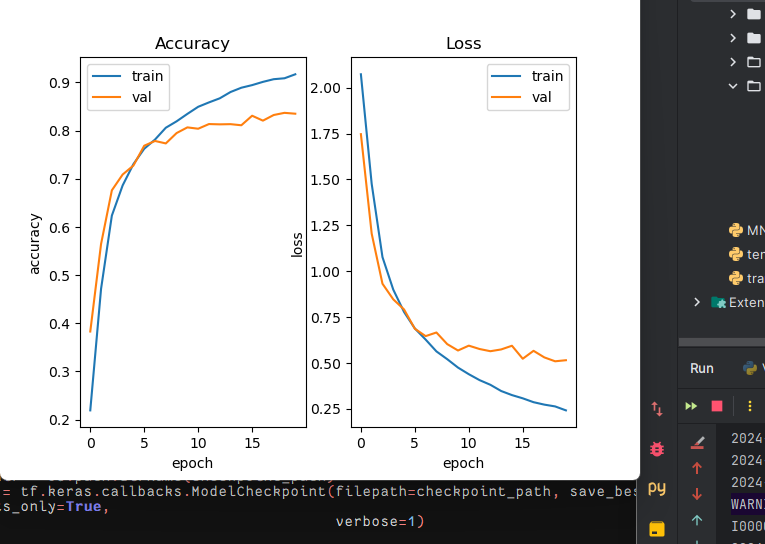 Accuracy
Loss
train
val
train
val
0.9
0.8
0.7
0.6
0.5
0.4
0.3
0.2
accuracy
0 5 10 15
epoch
2.00
1.75
1.50
1.25
1.00
0.75
0.50
0.25
loss
0 5 10 15
epoch
= tf.keras.callbacks.ModelCheckpoint(filepath=checkpoint_path, save_bes
s_only=True,
verbose=1)
MN
ter
tra
Exten
Run
py
2024
2024
2024
WARN
I000